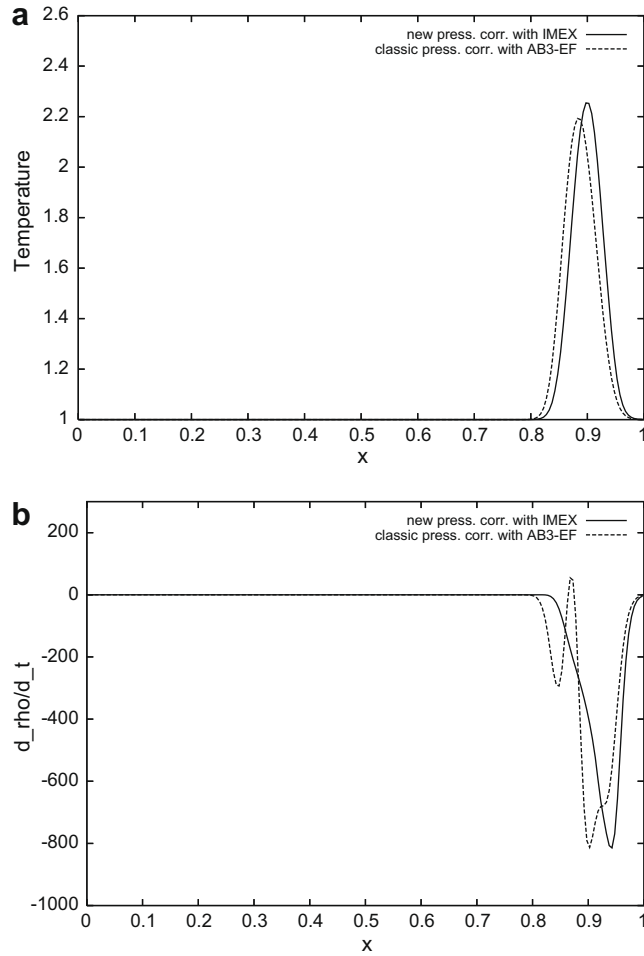 a
2.6
new press. corr. with IMEX
classic press. corr. with AB3-EF
2.4
2.2
2
1.8
1.6
1.4
1.2
1
Temperature
0 0.1 0.2 0.3 0.4 0.5 0.6 0.7 0.8 0.9 1
x
b
200
new press. corr. with IMEX
classic press. corr. with AB3-EF
0
-200
-400
-600
-800
-1000
d_rho/d_t
0 0.1 0.2 0.3 0.4 0.5 0.6 0.7 0.8 0.9 1
x